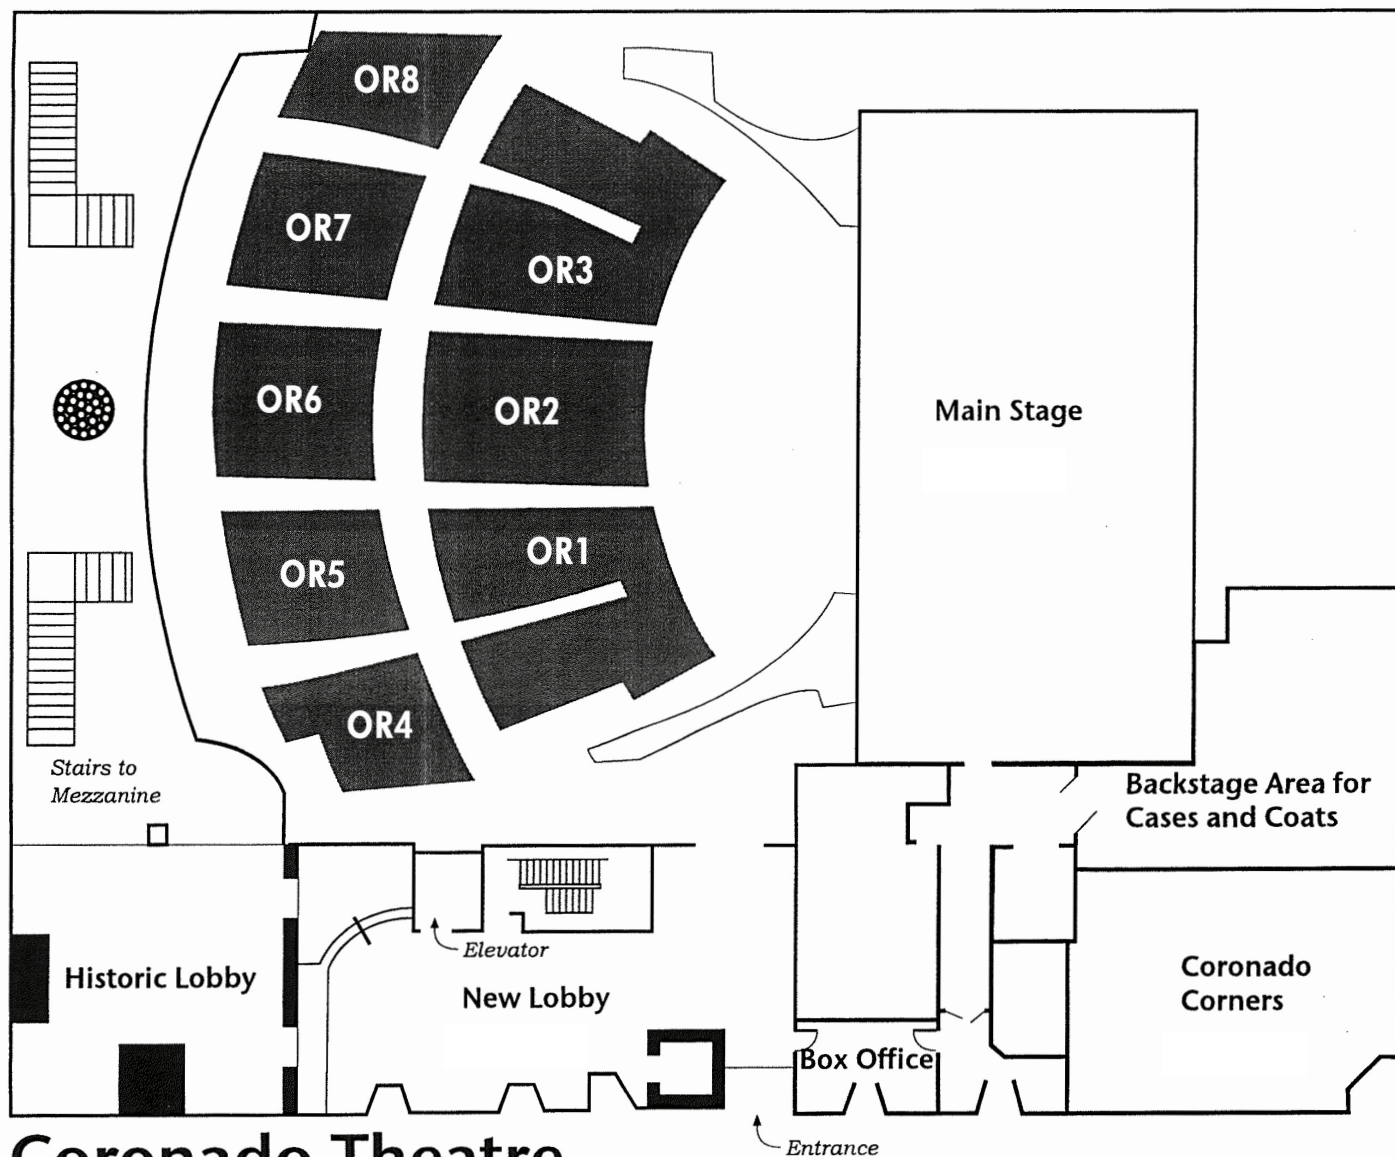 OR8
OR7
OR3
OR6
OR2
Main Stage
OR1
OR5
OR4
Stairs to
Mezzanine
Backstage Area for
Cases and Coats
Elevator
Historic Lobby
New Lobby
Coronado
Corners
Box Office
Entrance
Coronado Theatre